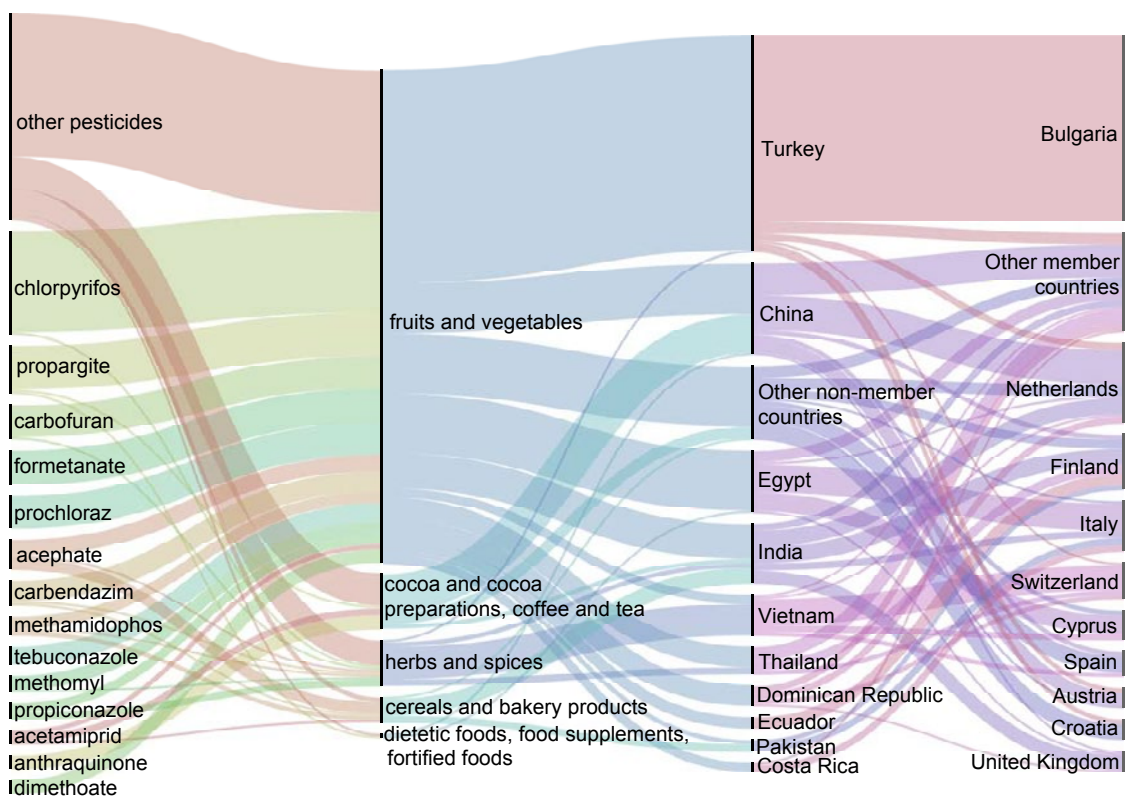 other pesticides
chlorpyrifos
propargite
carbofuran
formetanate
prochloraz
acephate
carbendazim
methamidophos
tebuconazole
methomyl
propiconazole
acetamiprid
anthraquinone
dimethoate
fruits and vegetables
cocoa and cocoa
preparations, coffee and tea
herbs and spices
cereals and bakery products
dietetic foods, food supplements,
fortified foods
Turkey
China
Other non-member
countries
Egypt
India
Vietnam
Thailand
Dominican Republic
Ecuador
Pakistan
Costa Rica
Bulgaria
Other member
countries
Netherlands
Finland
Italy
Switzerland
Cyprus
Spain
Austria
Croatia
United Kingdom